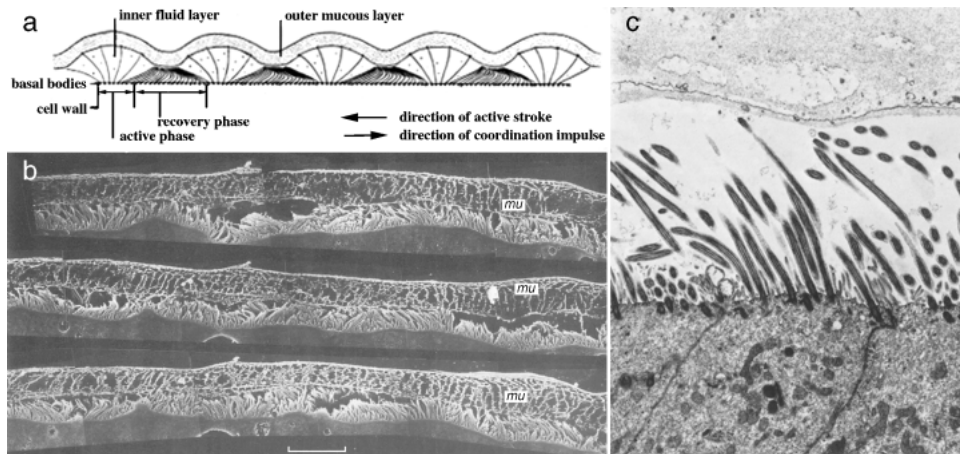 a
inner fluid layer
outer mucous layer
basal bodies
cell wall
recovery phase
active phase
direction of active stroke
direction of coordination impulse
b
mu
mu
mu
c